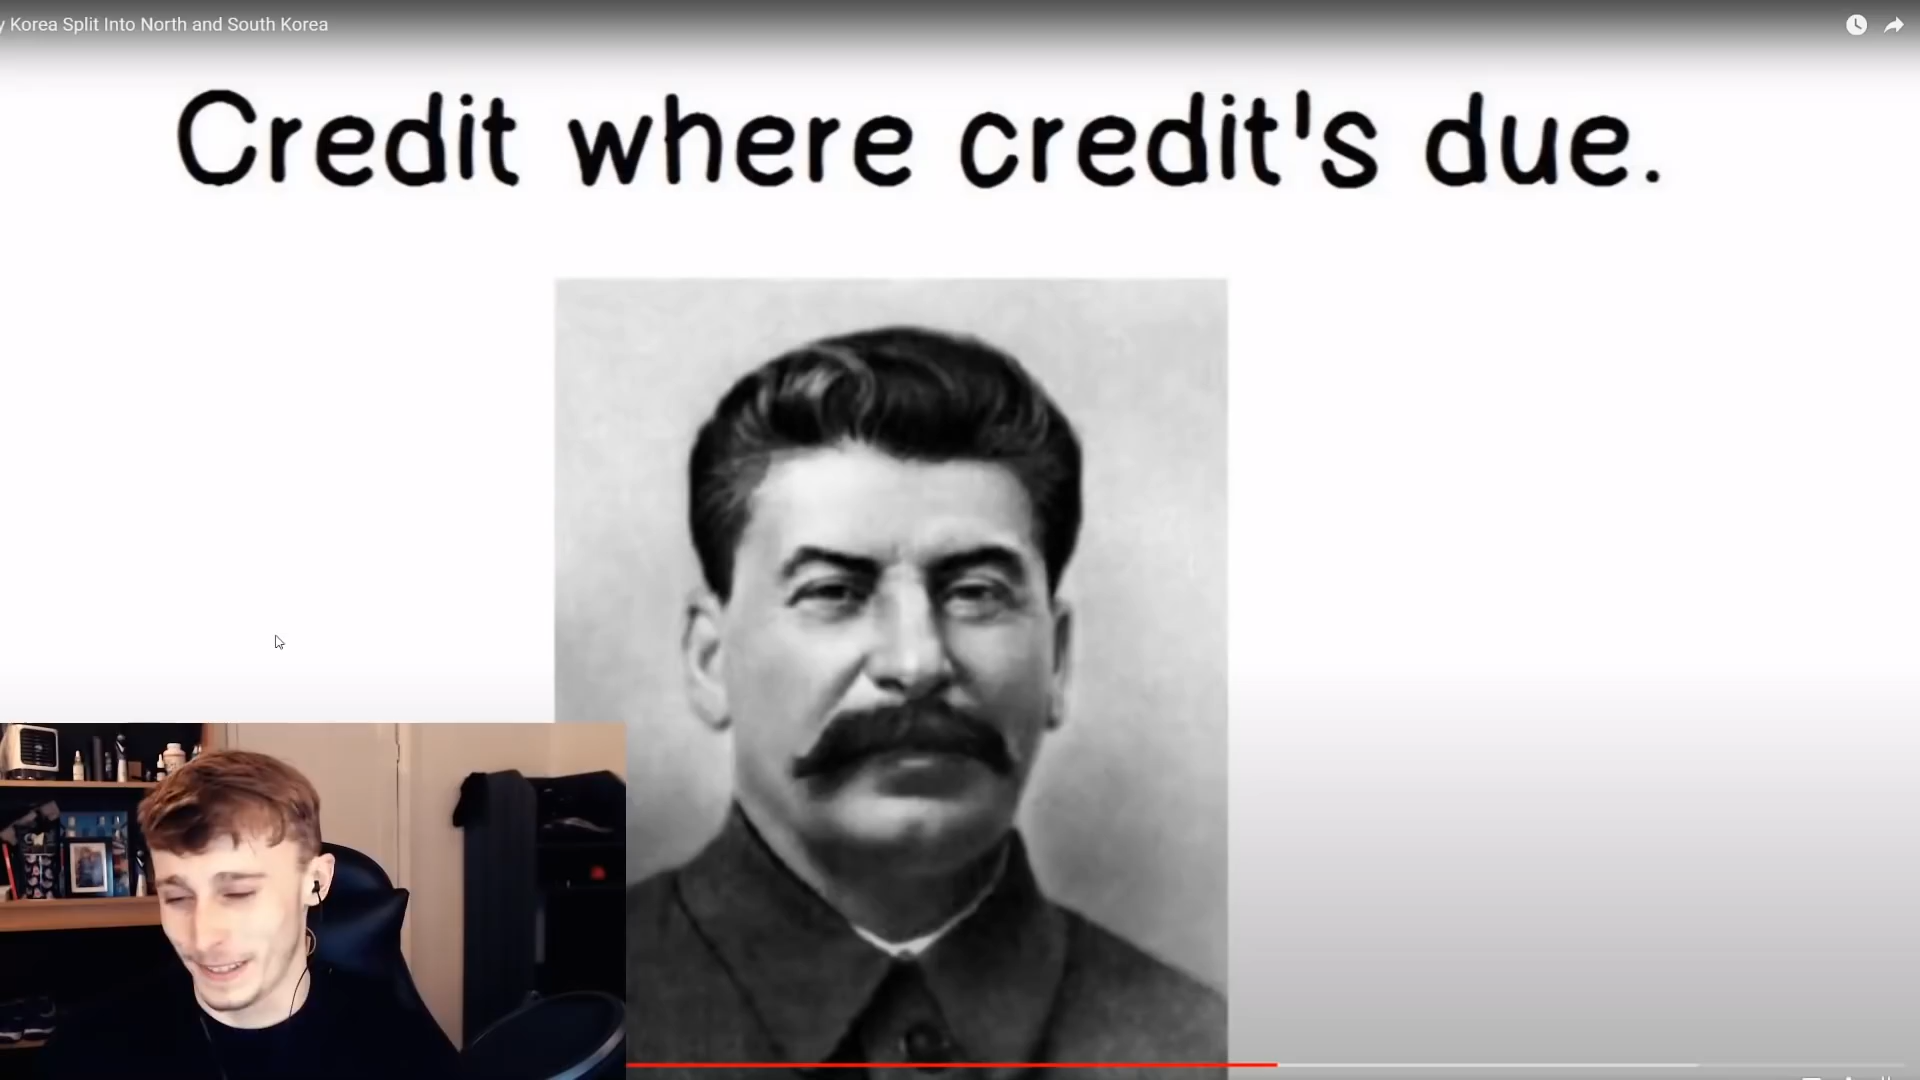 Korea Split Into North and South Korea
Credit where credit's due.